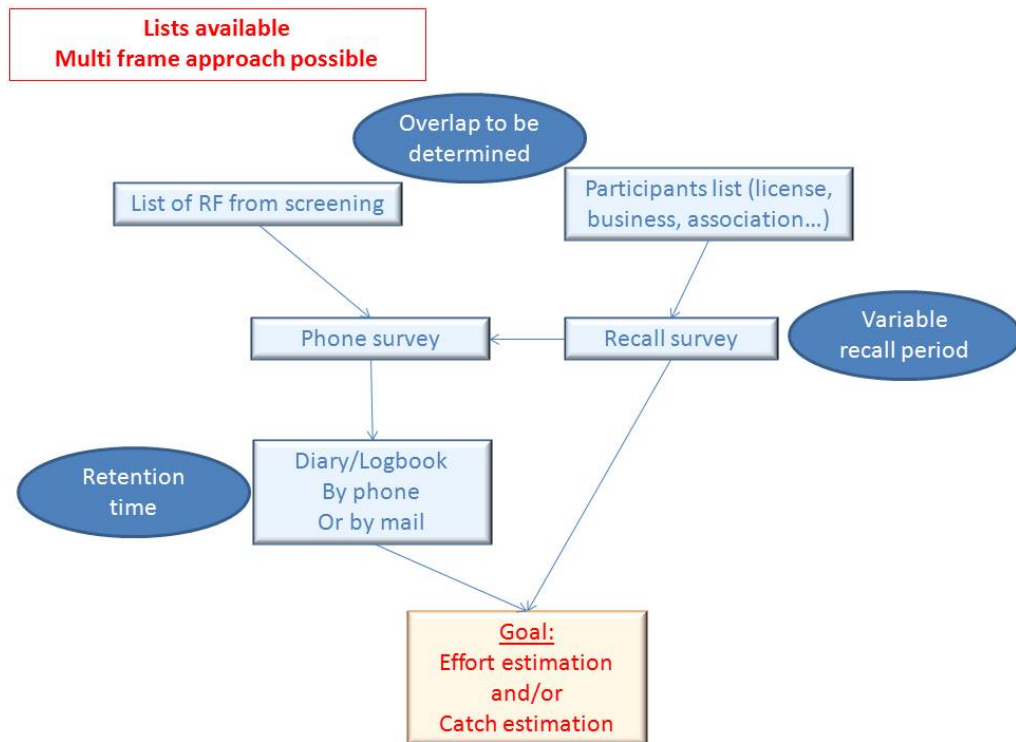 Lists available
Multi frame approach possible
Overlap to be
determined
List of RF from screening
Participants list (license,
business, association…)
Phone survey
Recall survey
Variable
recall period
Retention
time
Diary/Logbook
By phone
Or by mail
Goal:
Effort estimation
and/or
Catch estimation